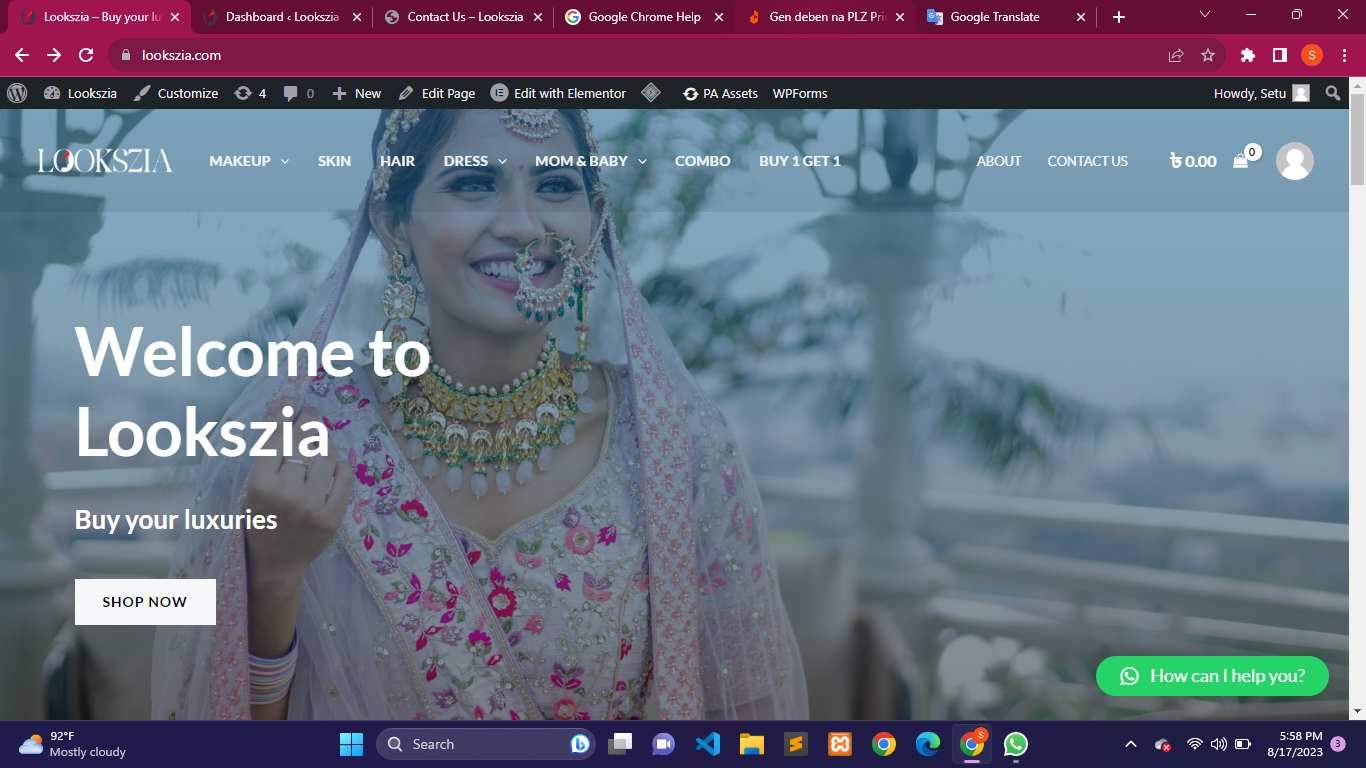 Lookszia – Buy your lu
Dashboard ‹ Lookszia
Contact Us – Lookszia
Google Chrome Help
Gen deben na PLZ Pri
Google Translate
lookszia.com
S
Lookszia
Customize
4
0
New
Edit Page
Edit with Elementor
PA Assets
WPForms
Howdy, Setu
LOOKSZIA
MAKEUP
SKIN
HAIR
DRESS
MOM & BABY
COMBO
BUY 1 GET 1
ABOUT
CONTACT US
৳ 0.00
0
Welcome to
Lookszia
Buy your luxuries
SHOP NOW
How can I help you?
92°F
Mostly cloudy
Search
S
5:58 PM
8/17/2023
3